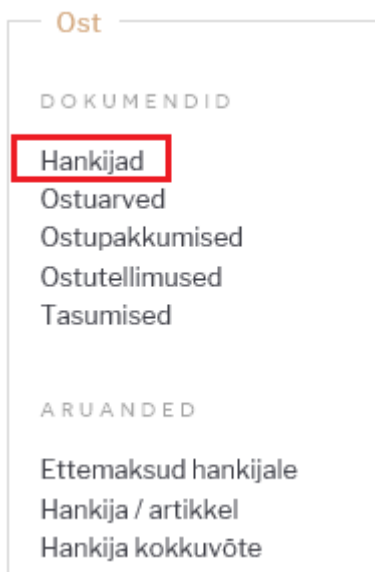 Ost
DOKUMENDID
Hankijad
Ostuarved
Ostupakkumised
Ostutellimused
Tasumised
ARUANDED
Ettemaksud hankijale
Hankija / artikkel
Hankija kokkuvõte